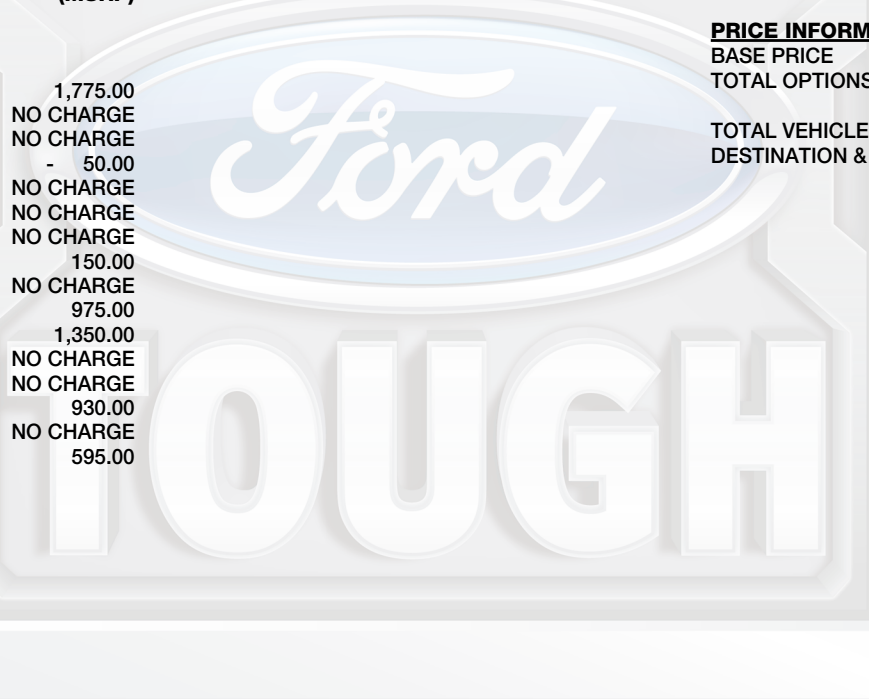 1,775.00
NO CHARGE
NO CHARGE
- 50.00
NO CHARGE
NO CHARGE
NO CHARGE
150.00
NO CHARGE
975.00
1,350.00
NO CHARGE
NO CHARGE
930.00
NO CHARGE
595.00
PRICE INFORM
BASE PRICE
TOTAL OPTIONS
TOTAL VEHICLE
DESTINATION &
Ford
TOUGH